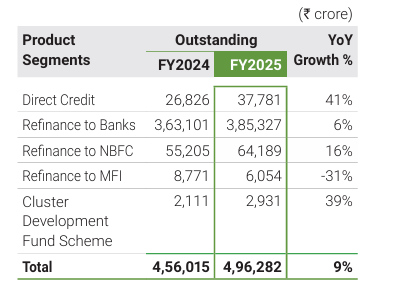 (₹ crore)
Product Segments Outstanding YoY Growth %
FY2024 FY2025
Direct Credit 26,826 37,781 41%
Refinance to Banks 3,63,101 3,85,327 6%
Refinance to NBFC 55,205 64,189 16%
Refinance to MFI 8,771 6,054 -31%
Cluster 2,111 2,931 39%
Development
Fund Scheme
Total 4,56,015 4,96,282 9%